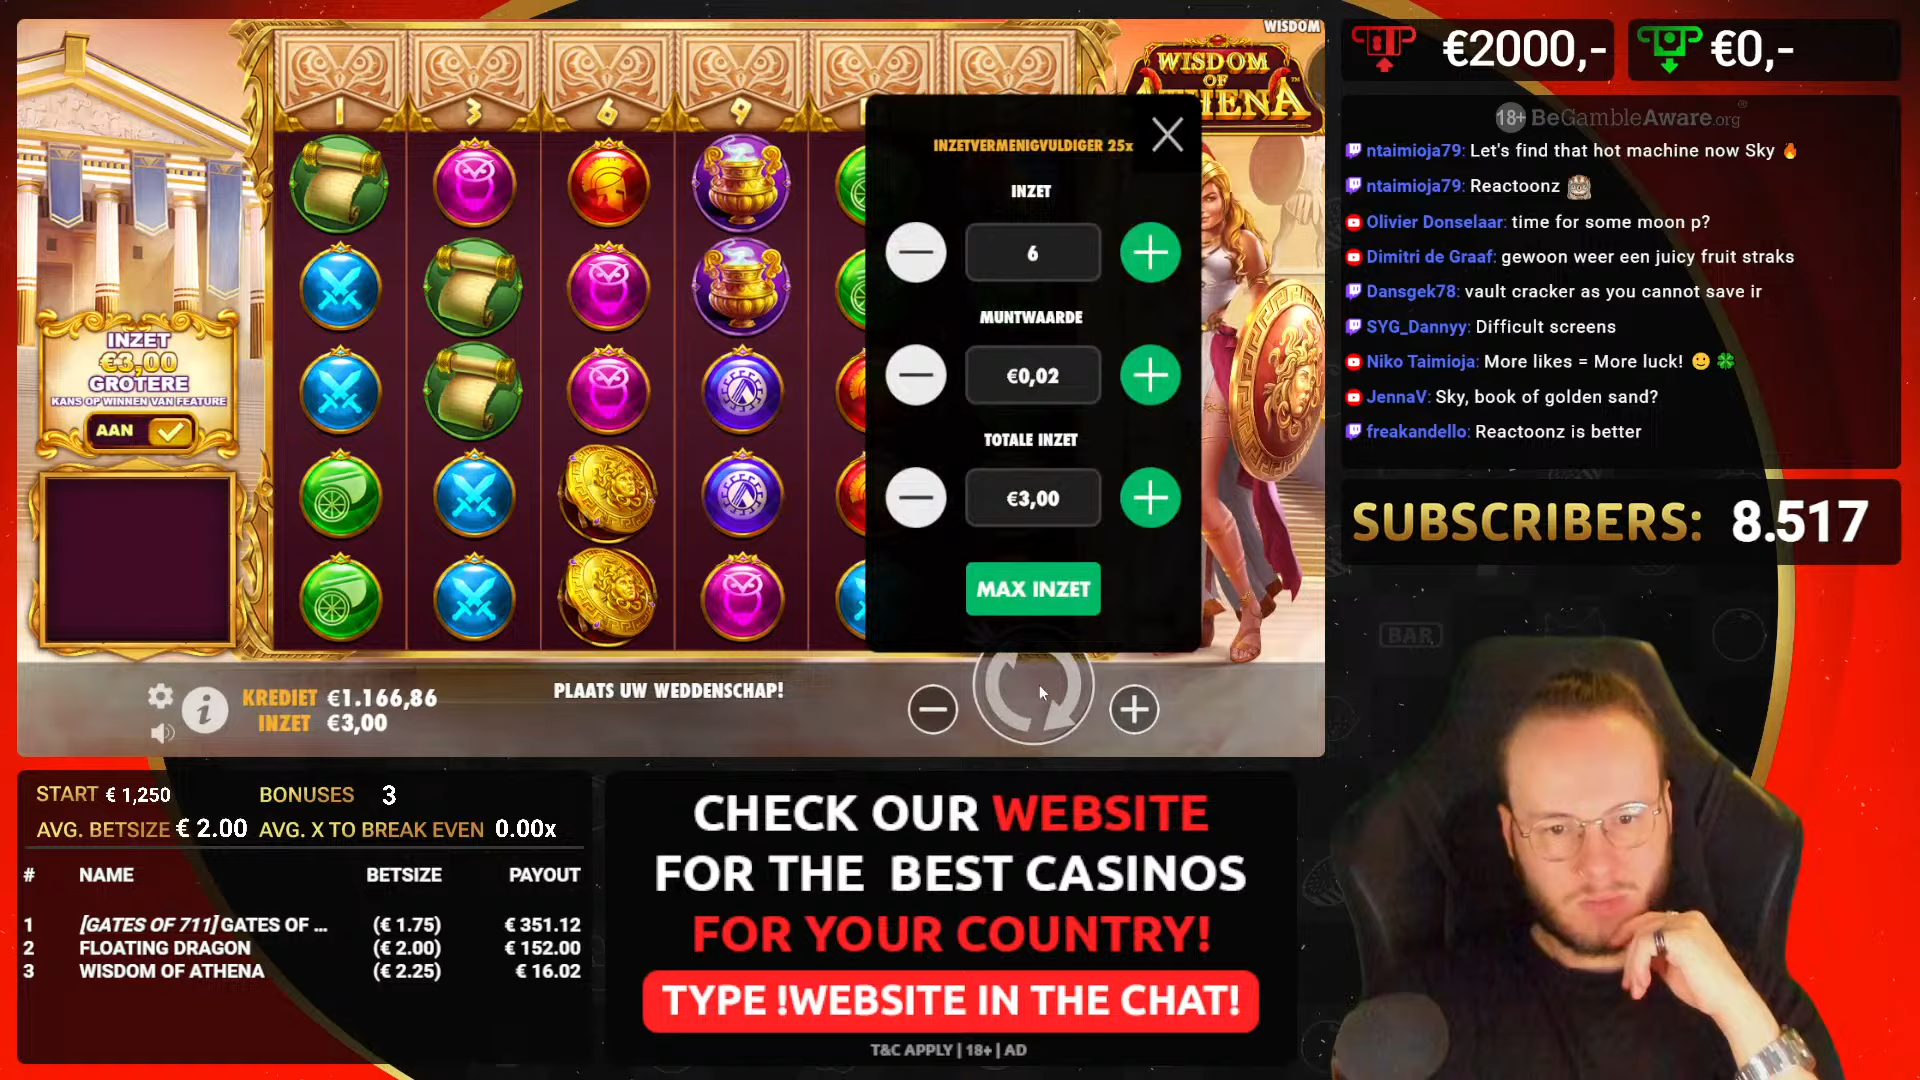 WISDOM
WISDOM
OF
1 3 6 9
INZETVERMENIGVULDIGER 25x
INZET
6
MUNTWAARDE
€0,02
TOTALE INZET
€3,00
MAX INZET
INZET
€3,00
GROTERE
KANS OP WINNEN VAN FEATURE
AAN
KREDIET €1.166,86
INZET €3,00
PLAATS UW WEDDENSCHAP!
€2000,-
€0,-
18+ BeGambleAware.org®
ntaimioja79: Let's find that hot machine now Sky
ntaimioja79: Reactoonz
Olivier Donselaar: time for some moon p?
Dimitri de Graaf: gewoon weer een juicy fruit straks
Dansgek78: vault cracker as you cannot save ir
SYG_Dannyy: Difficult screens
Niko Taimioja: More likes = More luck! 🙂 🍀
JennaV: Sky, book of golden sand?
freakandello: Reactoonz is better
SUBSCRIBERS: 8.517
BAR
START € 1,250 BONUSES 3
AVG. BETSIZE € 2.00 AVG. X TO BREAK EVEN 0.00x
# NAME BETSIZE PAYOUT
1 [GATES OF 711] GATES OF ... (€ 1.75) € 351.12
2 FLOATING DRAGON (€ 2.00) € 152.00
3 WISDOM OF ATHENA (€ 2.25) € 16.02
CHECK OUR WEBSITE
FOR THE BEST CASINOS
FOR YOUR COUNTRY!
TYPE !WEBSITE IN THE CHAT!
T&C APPLY | 18+ | AD